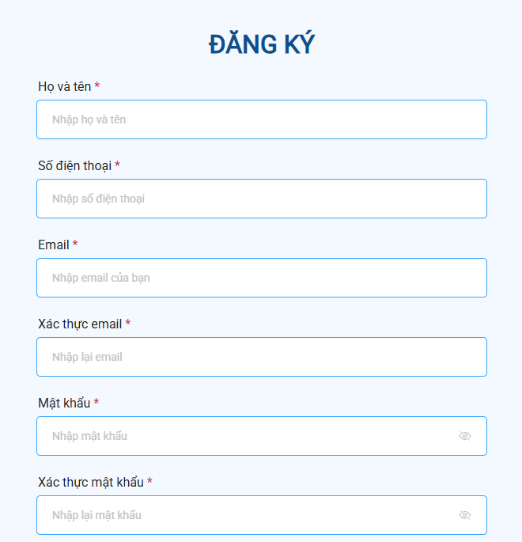 ĐĂNG KÝ
Họ và tên *
Nhập họ và tên
Số điện thoại *
Nhập số điện thoại
Email *
Nhập email của bạn
Xác thực email *
Nhập lại email
Mật khẩu *
Nhập mật khẩu
Xác thực mật khẩu *
Nhập lại mật khẩu